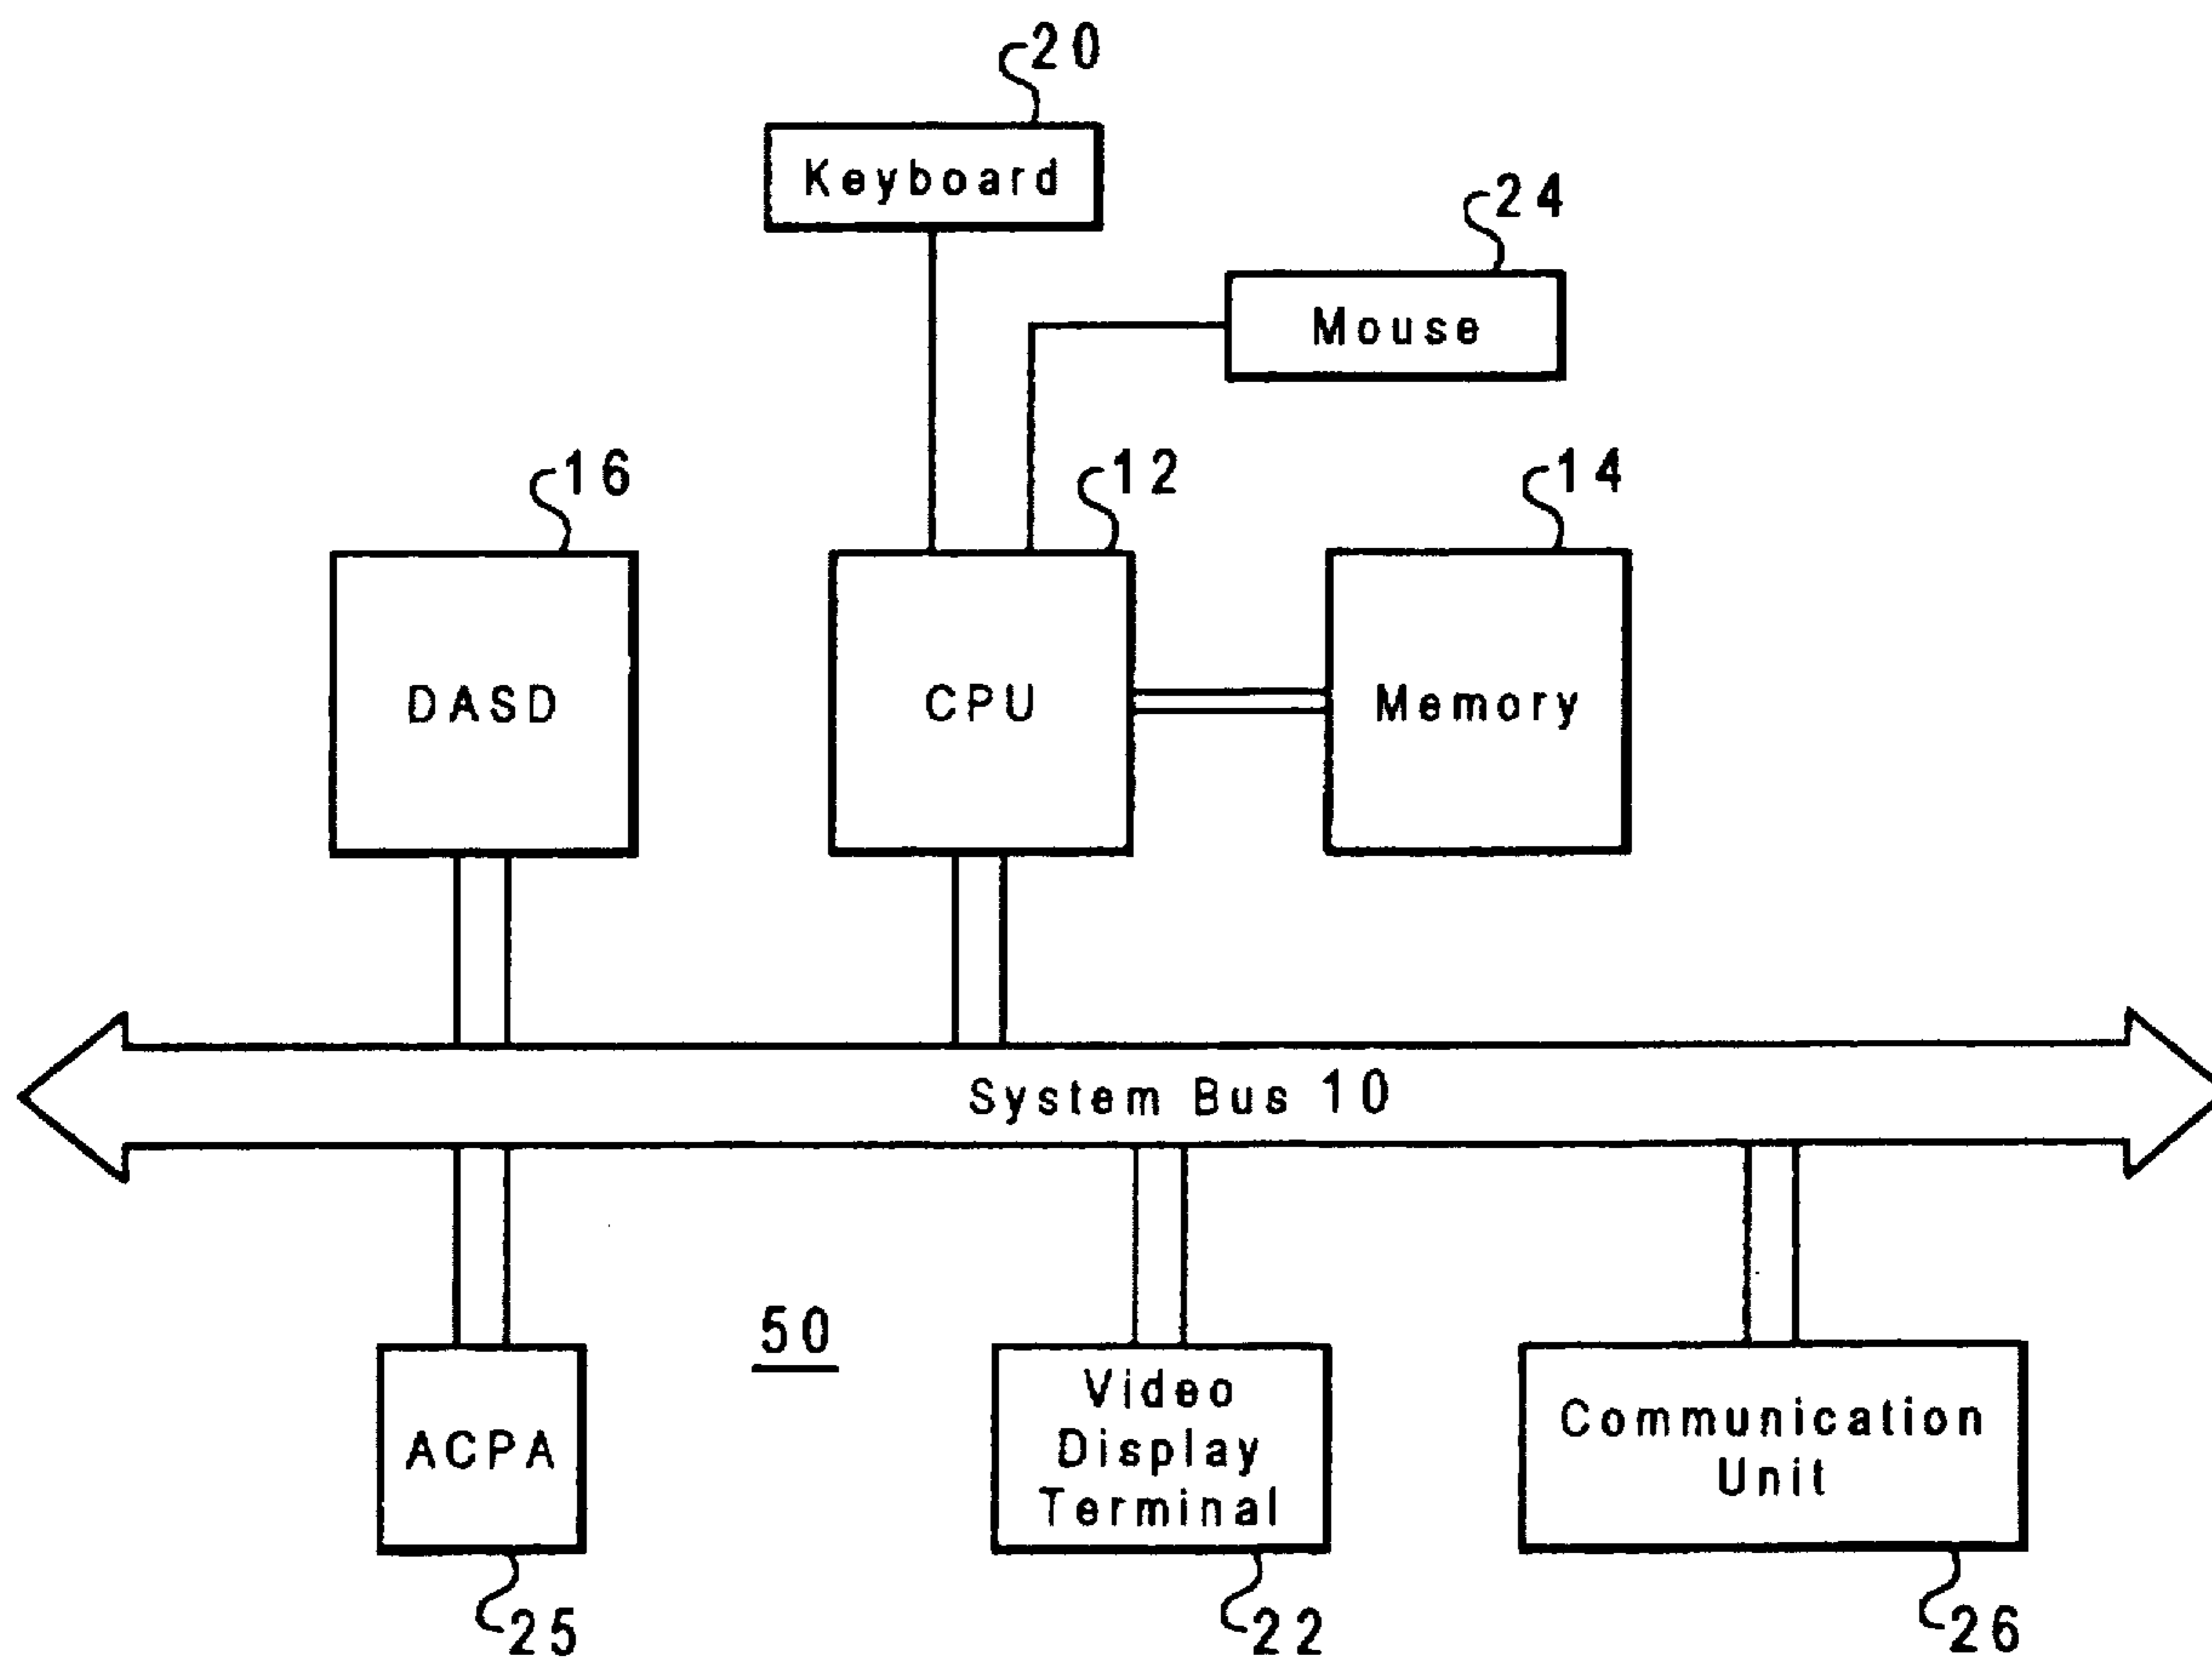 20
Keyboard
24
Mouse
16
12
14
DASD
CPU
Memory
System Bus 10
50
ACPA
Video
Display
Terminal
Communication
Unit
25
22
26